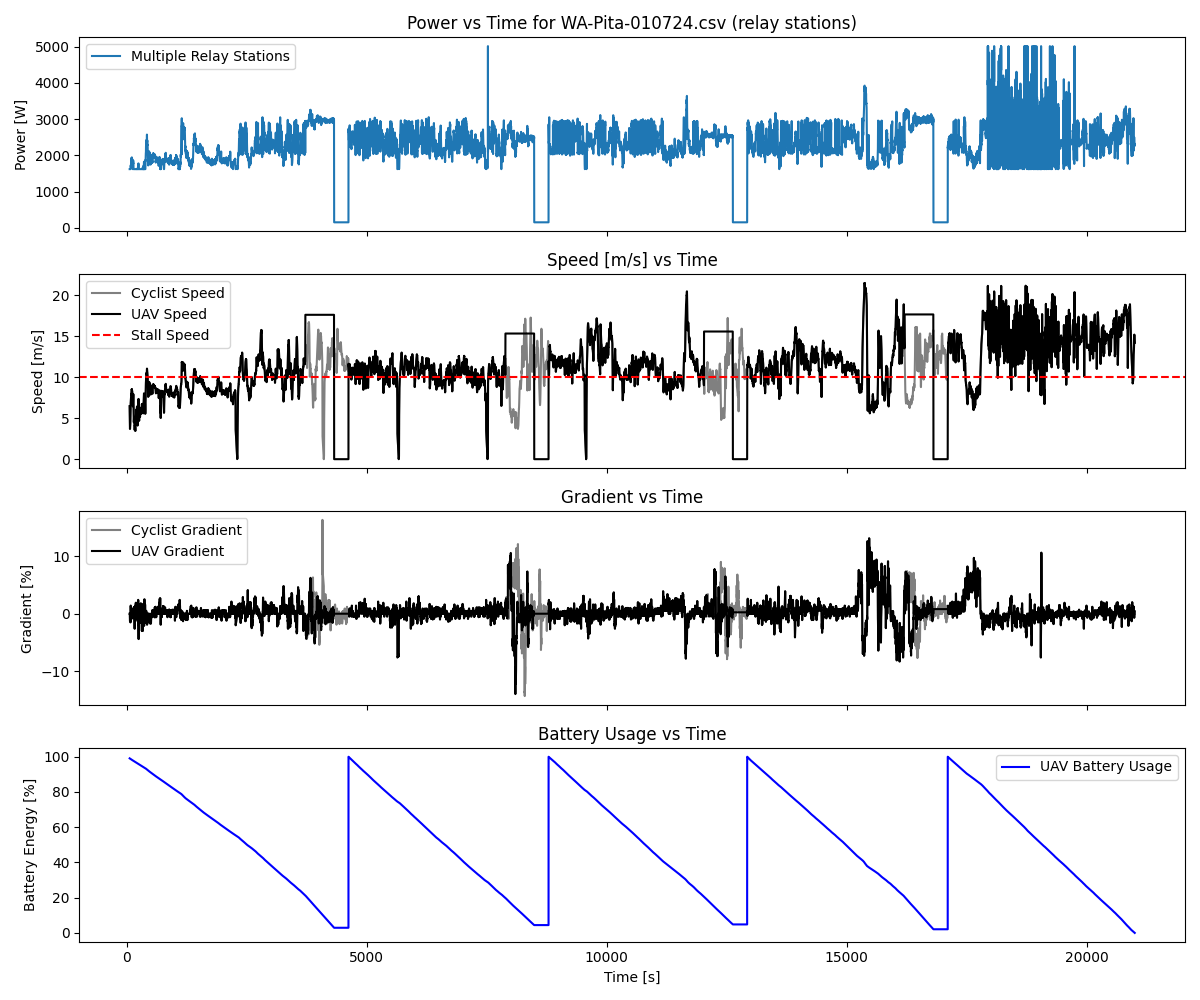 Power vs Time for WA-Pita-010724.csv (relay stations)
Multiple Relay Stations
Power [W]
5000
4000
3000
2000
1000
0
Speed [m/s] vs Time
Cyclist Speed
UAV Speed
Stall Speed
Speed [m/s]
20
15
10
5
0
Gradient vs Time
Cyclist Gradient
UAV Gradient
Gradient [%]
10
0
−10
Battery Usage vs Time
UAV Battery Usage
Battery Energy [%]
100
80
60
40
20
0
0 5000 10000 15000 20000
Time [s]